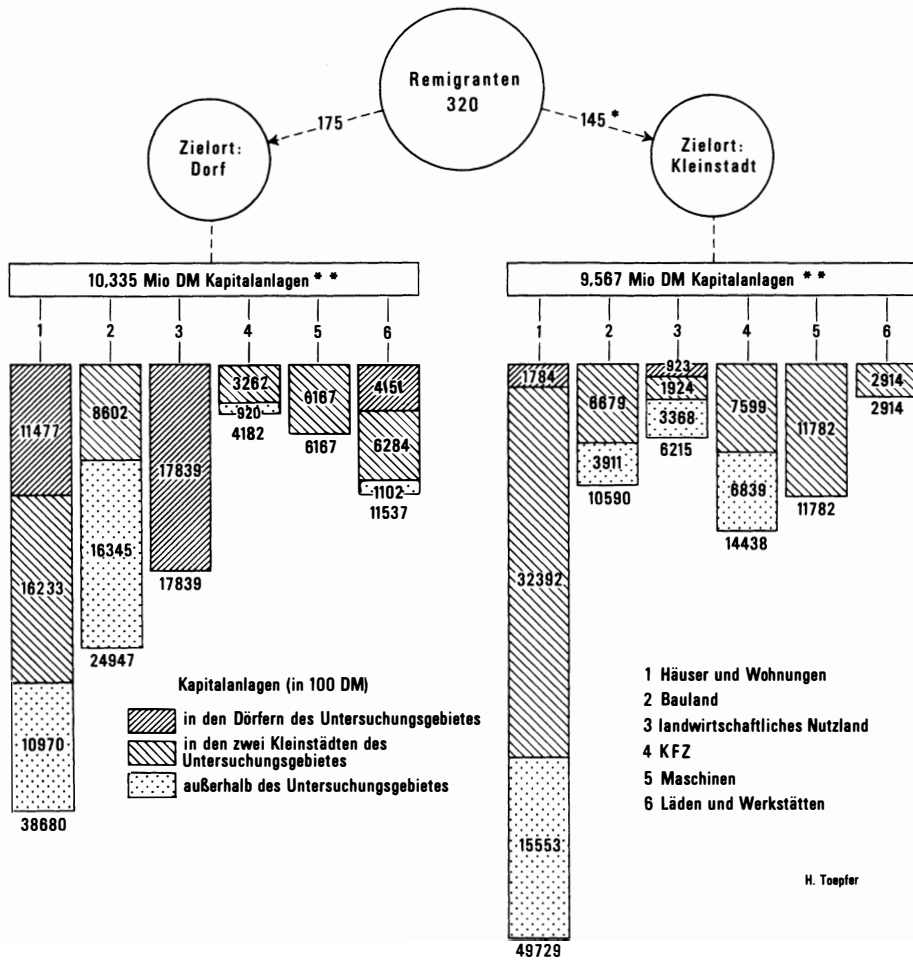 Remigranten
320
175
145 *
Zielort:
Dorf
Zielort:
Kleinstadt
10,335 Mio DM Kapitalanlagen * *
9,567 Mio DM Kapitalanlagen * *
1 2 3 4 5 6
1 2 3 4 5 6
11477
16233
10970
38680
8602
16345
24947
17839
17839
3262
920
4182
6167
6167
4151
6284
1102
11537
1784
32392
15553
49729
6679
3911
10590
923
1924
3368
6215
7599
6839
14438
11782
11782
2914
2914
Kapitalanlagen (in 100 DM)
in den Dörfern des Untersuchungsgebietes
in den zwei Kleinstädten des
Untersuchungsgebietes
außerhalb des Untersuchungsgebietes
1 Häuser und Wohnungen
2 Bauland
3 landwirtschaftliches Nutzland
4 KFZ
5 Maschinen
6 Läden und Werkstätten
H. Toepfer